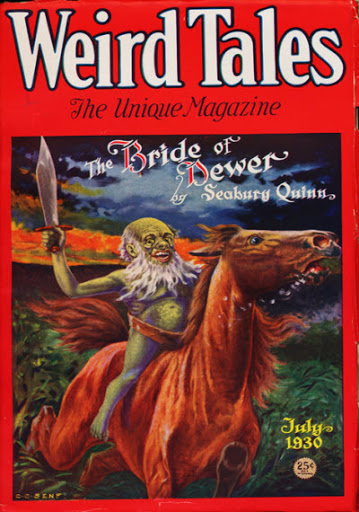 Weird Tales
The Unique Magazine
The Bride of
Dewer
by Seabury Quinn
July
1930
25¢
C.C.SENF